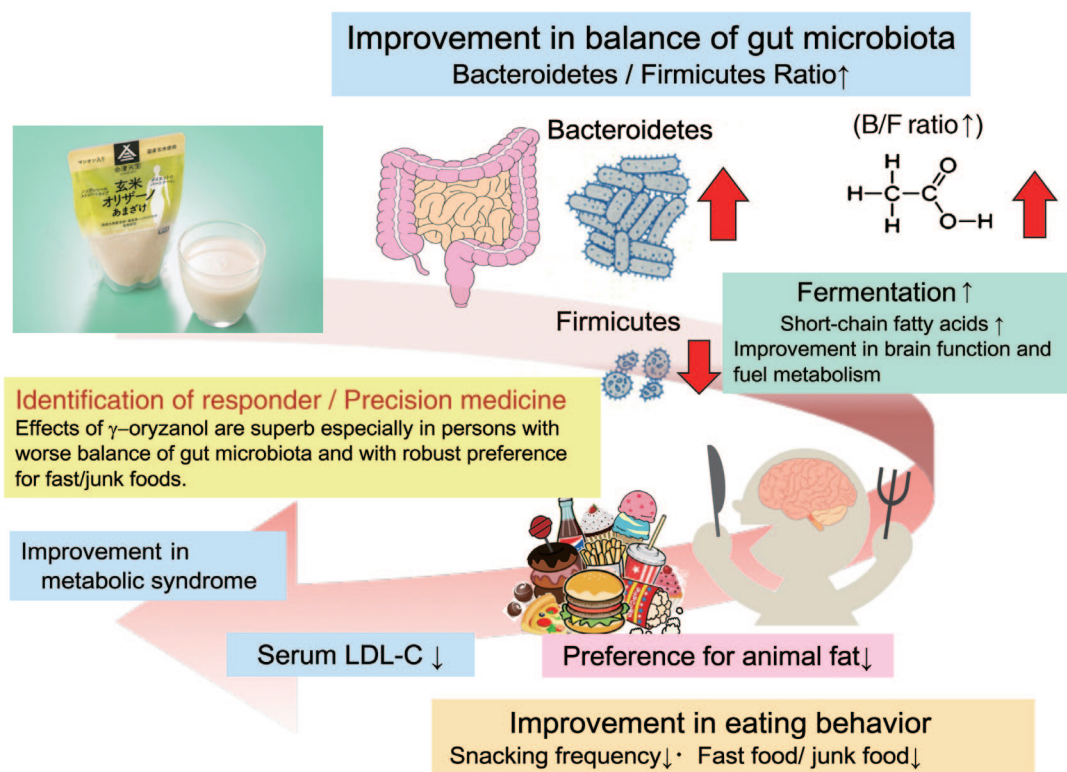 Improvement in balance of gut microbiota
Bacteroidetes / Firmicutes Ratio↑
Bacteroidetes
(B/F ratio↑)
H
O
H
C
C
H
O
H
玄米
オリザーノ
あまざけ
Firmicutes
Fermentation↑
Short-chain fatty acids ↑
Improvement in brain function and
fuel metabolism
Identification of responder / Precision medicine
Effects of γ–oryzanol are superb especially in persons with
worse balance of gut microbiota and with robust preference
for fast/junk foods.
Improvement in
metabolic syndrome
Serum LDL-C ↓
Preference for animal fat↓
Improvement in eating behavior
Snacking frequency↓· Fast food/ junk food↓